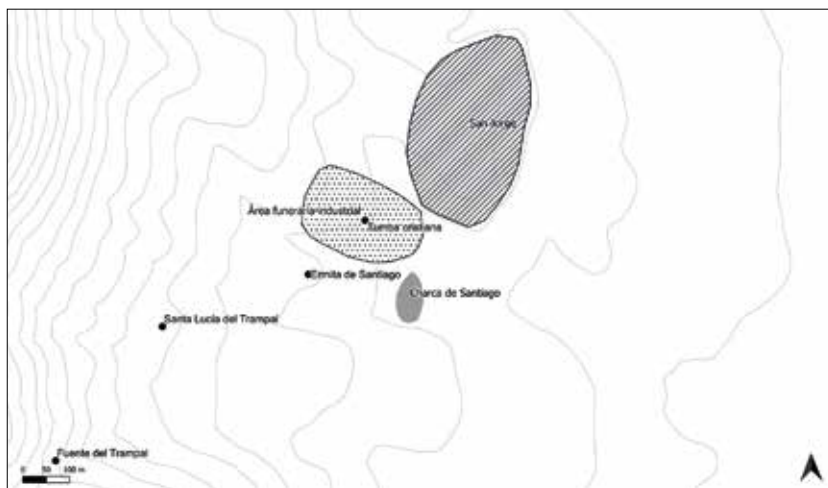 San Jorge
Área funeraria-industrial
Tumba cristiana
Ermita de Santiago
Charca de Santiago
Santa Lucía del Trampal
Fuente del Trampal
0 50 100 m